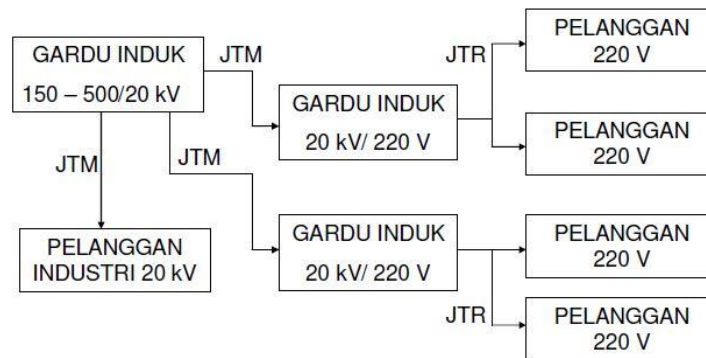 GARDU INDUK
150 – 500/20 kV
JTM
JTM
JTM
PELANGGAN
INDUSTRI 20 kV
GARDU INDUK
20 kV/ 220 V
GARDU INDUK
20 kV/ 220 V
JTR
JTR
PELANGGAN
220 V
PELANGGAN
220 V
PELANGGAN
220 V
PELANGGAN
220 V